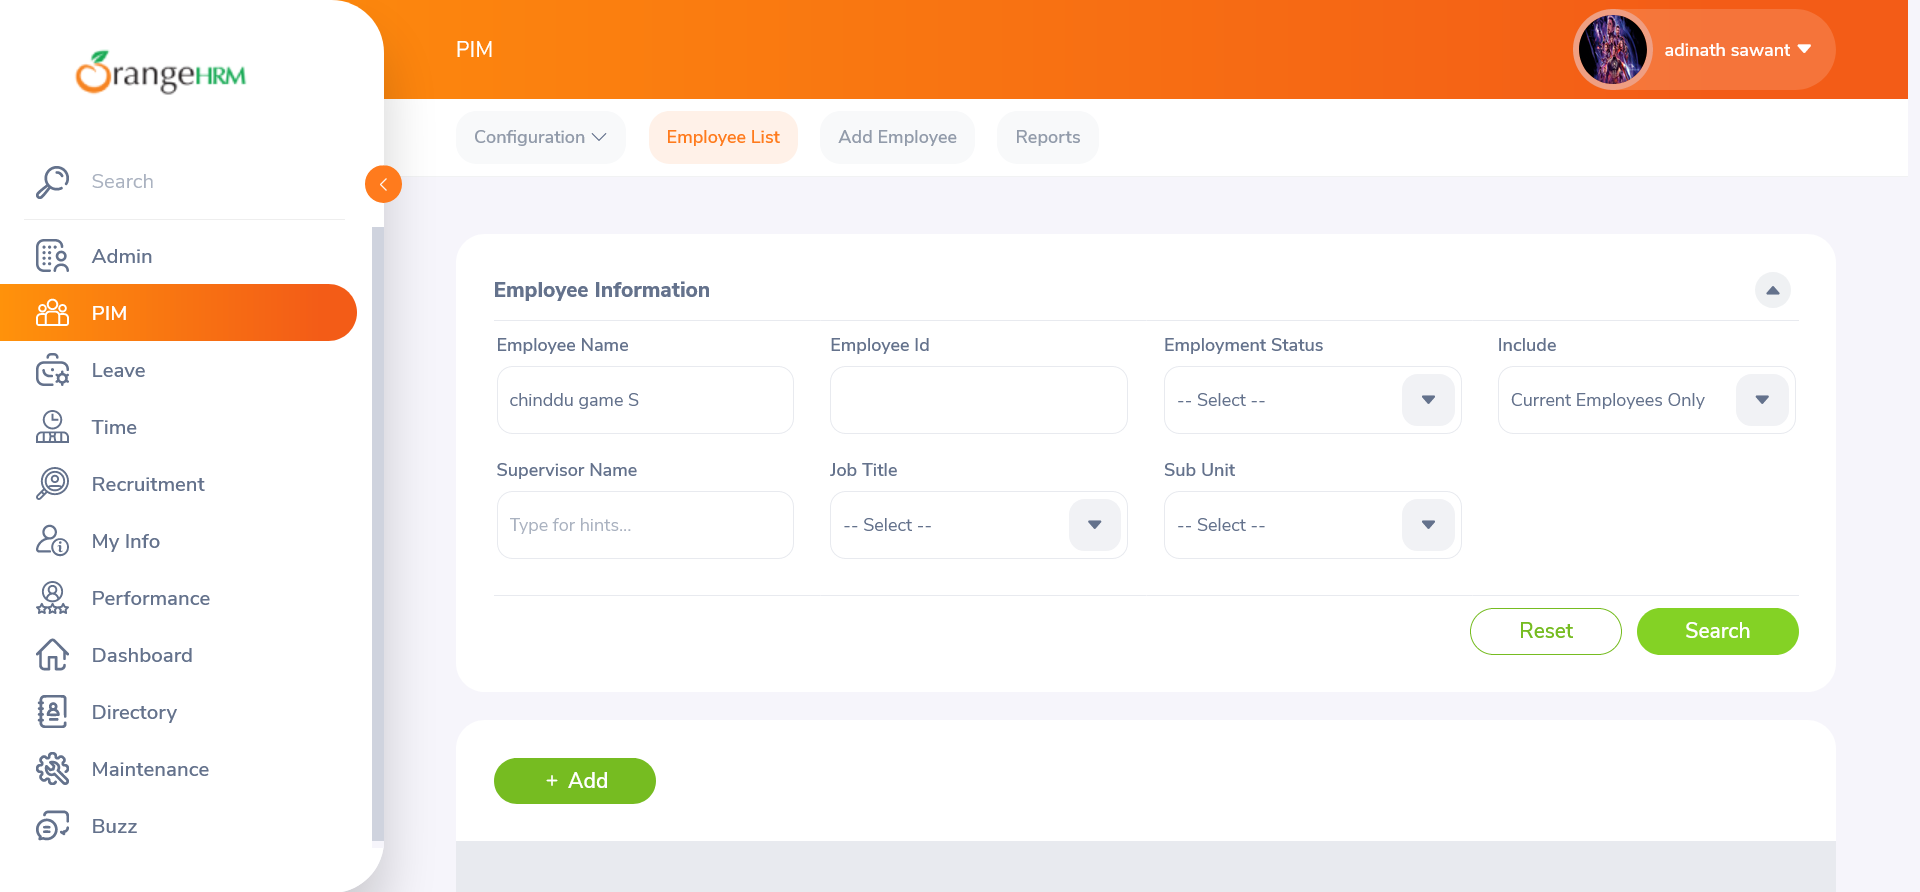 OrangeHRM
PIM
adinath sawant
Configuration
Employee List
Add Employee
Reports
Search
Admin
PIM
Leave
Time
Recruitment
My Info
Performance
Dashboard
Directory
Maintenance
Buzz
Employee Information
Employee Name
Employee Id
Employment Status
Include
chinddu game S
-- Select --
Current Employees Only
Supervisor Name
Job Title
Sub Unit
Type for hints...
-- Select --
-- Select --
Reset
Search
+ Add